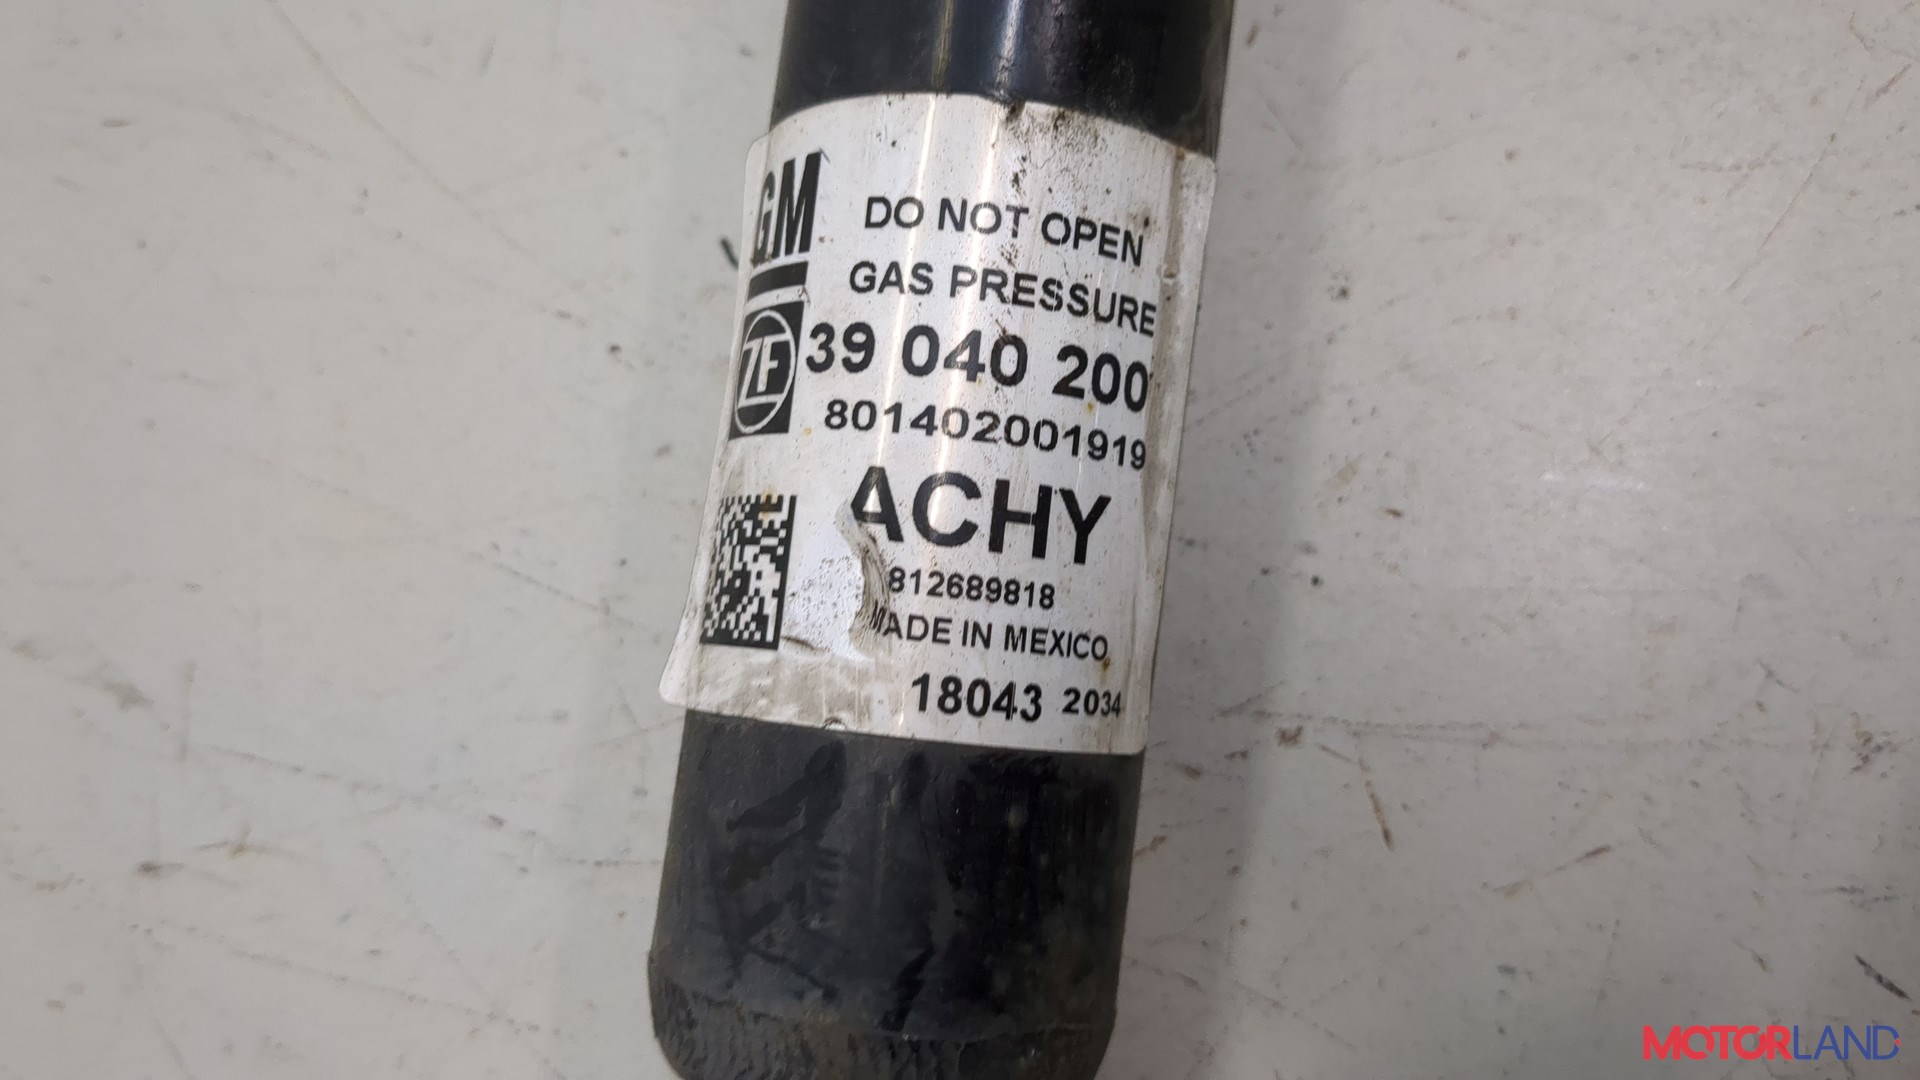 GM
DO NOT OPEN
GAS PRESSURE
ZF
39 040 200
801402001919
ACHY
812689818
MADE IN MEXICO
18043 2034
MOTORLAND